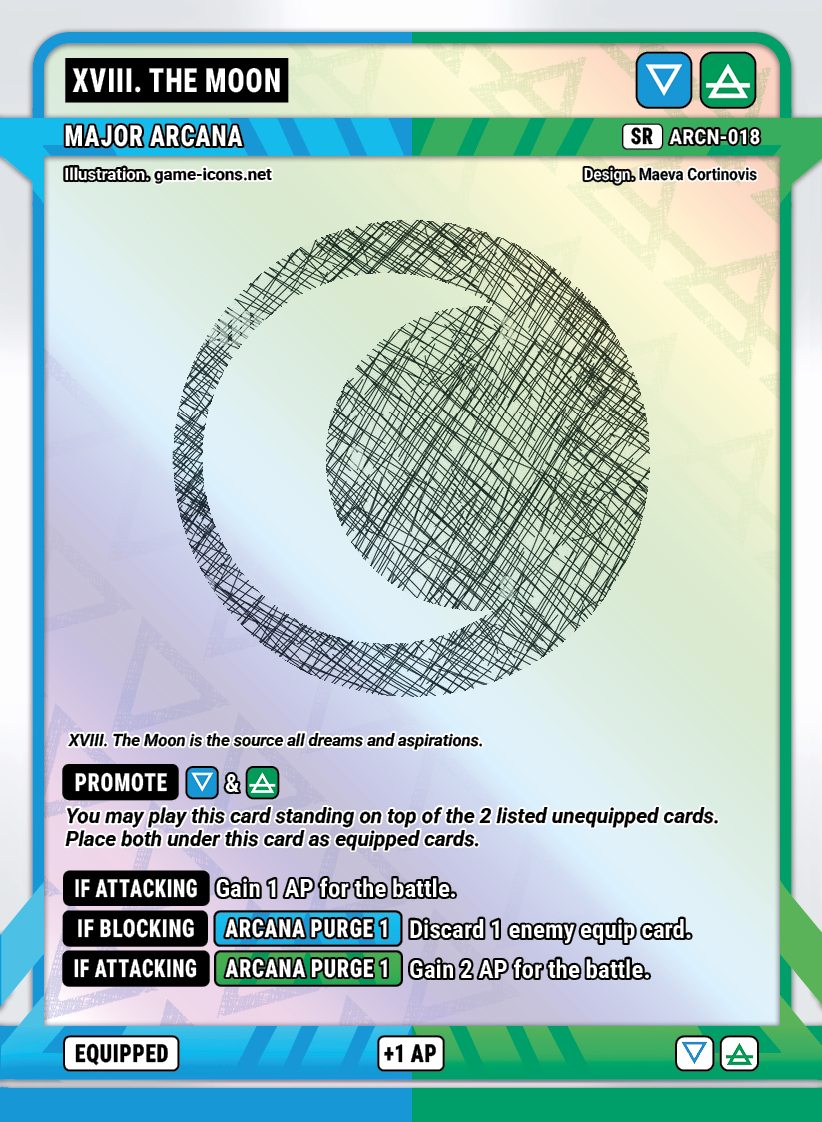 XVIII. THE MOON
MAJOR ARCANA
SR ARCN-018
Illustration. game-icons.net
Design. Maeva Cortinovis
XVIII. The Moon is the source all dreams and aspirations.
PROMOTE &
You may play this card standing on top of the 2 listed unequipped cards.
Place both under this card as equipped cards.
IF ATTACKING Gain 1 AP for the battle.
IF BLOCKING ARCANA PURGE 1 Discard 1 enemy equip card.
IF ATTACKING ARCANA PURGE 1 Gain 2 AP for the battle.
EQUIPPED
+1 AP